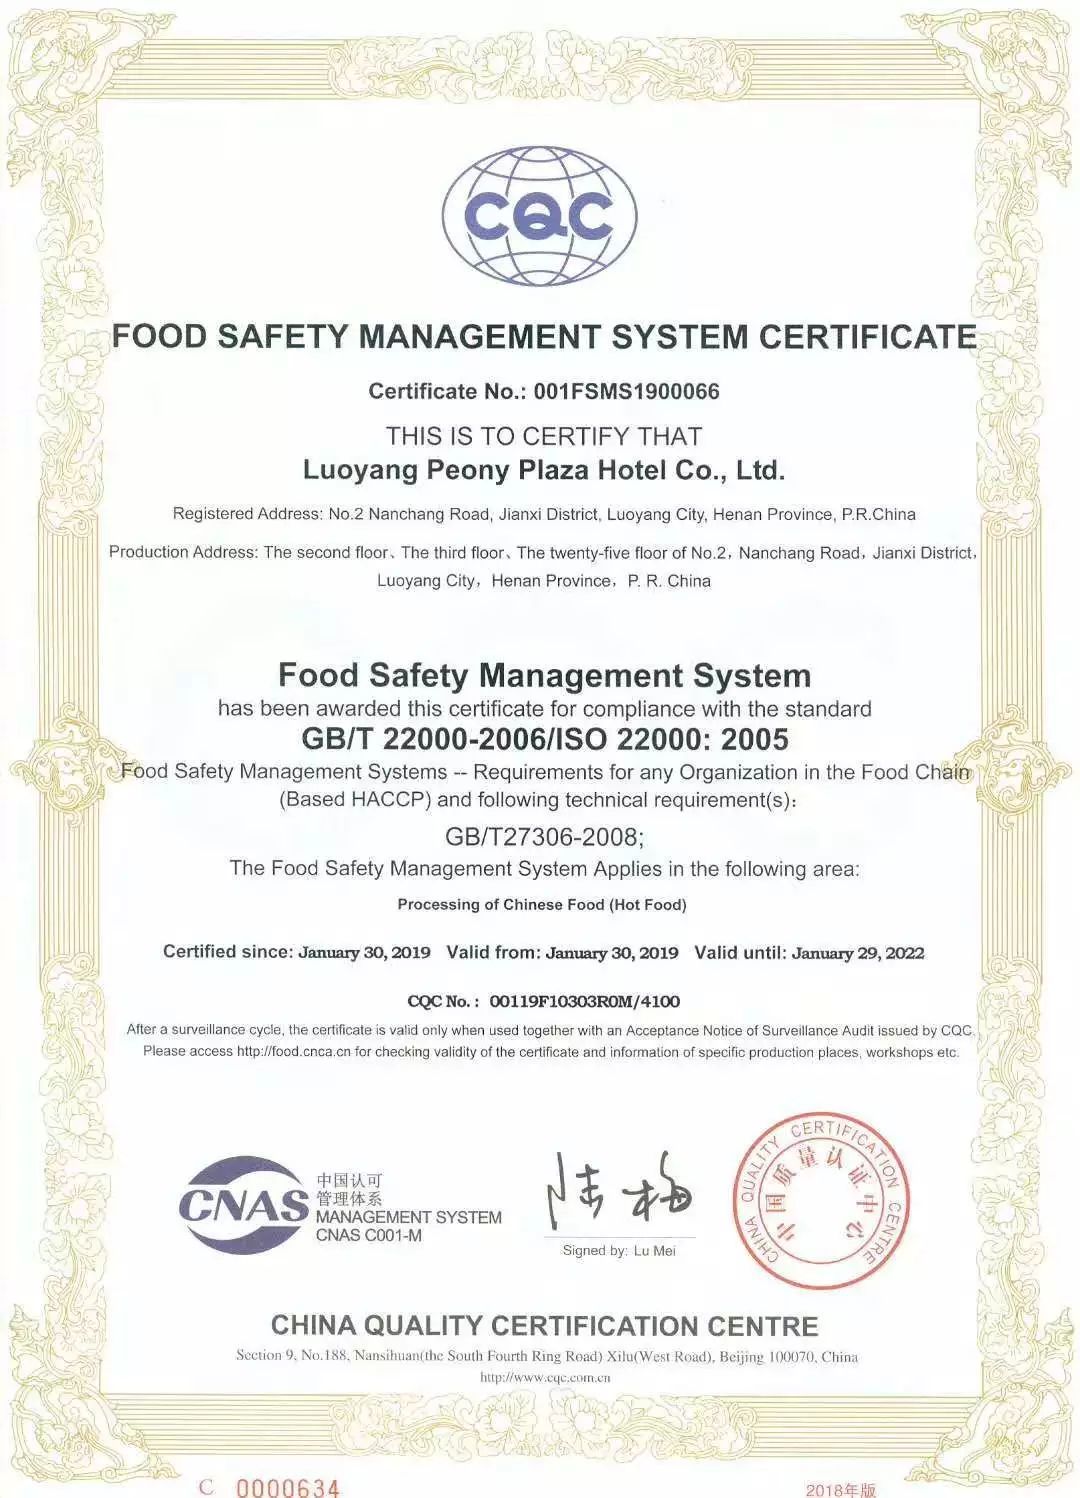 CQC
FOOD SAFETY MANAGEMENT SYSTEM CERTIFICATE
Certificate No.: 001FSMS1900066
THIS IS TO CERTIFY THAT
Luoyang Peony Plaza Hotel Co., Ltd.
Registered Address: No.2 Nanchang Road, Jianxi District, Luoyang City, Henan Province, P.R.China
Production Address: The second floor、The third floor、The twenty-five floor of No.2，Nanchang Road，Jianxi District，
Luoyang City，Henan Province，P. R. China
Food Safety Management System
has been awarded this certificate for compliance with the standard
GB/T 22000-2006/ISO 22000: 2005
Food Safety Management Systems -- Requirements for any Organization in the Food Chain
(Based HACCP) and following technical requirement(s):
GB/T27306-2008;
The Food Safety Management System Applies in the following area:
Processing of Chinese Food (Hot Food)
Certified since: January 30, 2019 Valid from: January 30, 2019 Valid until: January 29, 2022
CQC No. : 00119F10303R0M/4100
After a surveillance cycle, the certificate is valid only when used together with an Acceptance Notice of Surveillance Audit issued by CQC.
Please access http://food.cnca.cn for checking validity of the certificate and information of specific production places, workshops etc.
CNAS
中国认可
管理体系
MANAGEMENT SYSTEM
CNAS C001-M
陆梅
Signed by: Lu Mei
CHINA QUALITY CERTIFICATION CENTRE
中国质量认证中心
CHINA QUALITY CERTIFICATION CENTRE
Section 9, No.188, Nansihuan(the South Fourth Ring Road) Xilu(West Road), Beijing 100070, China
http://www.cqc.com.cn
C 0000634
2018年版